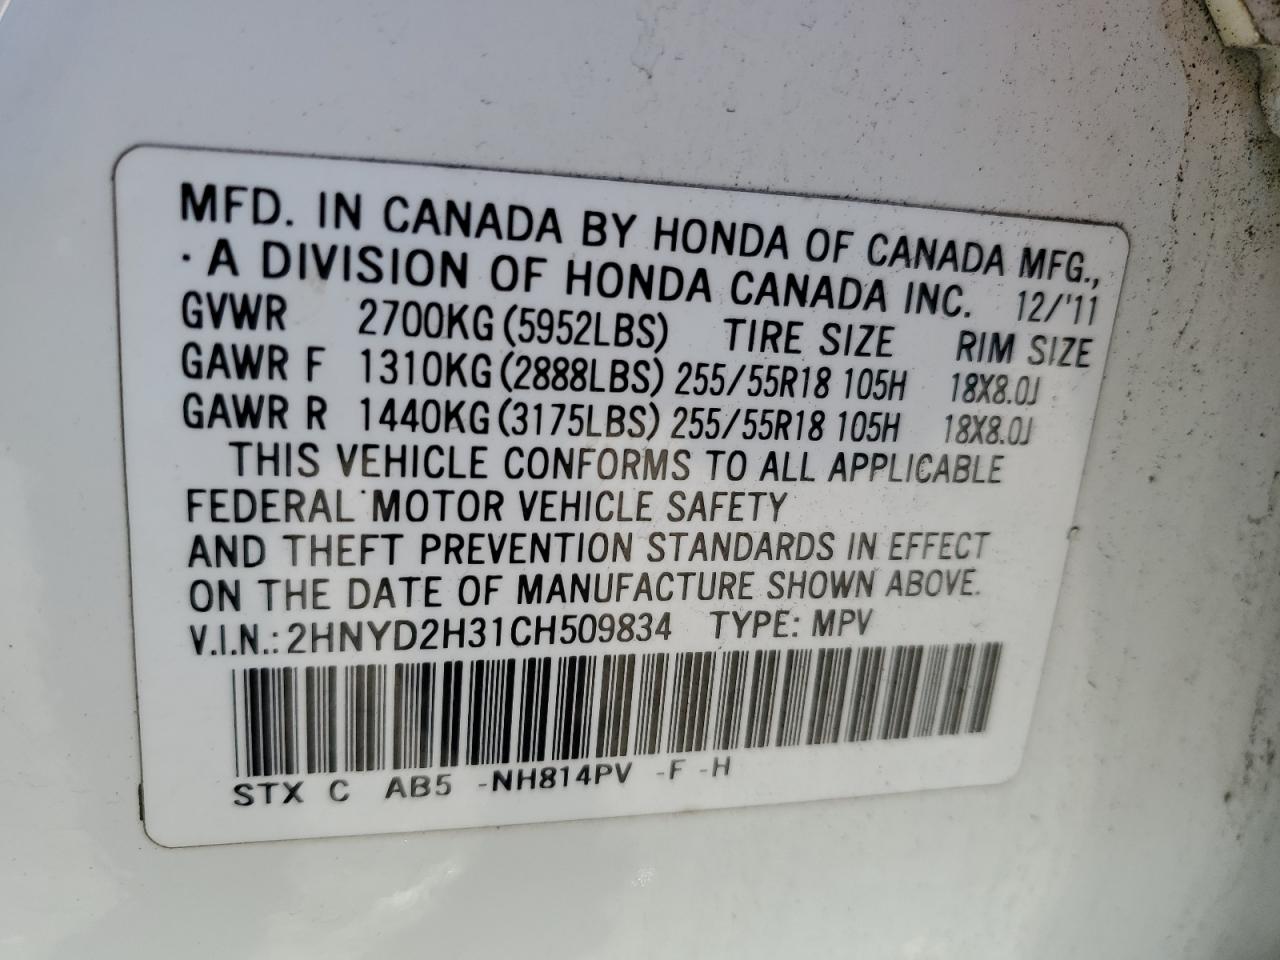 MFD. IN CANADA BY HONDA OF CANADA MFG.,
· A DIVISION OF HONDA CANADA INC. 12/'11
GVWR 2700KG (5952LBS) TIRE SIZE RIM SIZE
GAWR F 1310KG (2888LBS) 255/55R18 105H 18X8.0J
GAWR R 1440KG (3175LBS) 255/55R18 105H 18X8.0J
THIS VEHICLE CONFORMS TO ALL APPLICABLE
FEDERAL MOTOR VEHICLE SAFETY
AND THEFT PREVENTION STANDARDS IN EFFECT
ON THE DATE OF MANUFACTURE SHOWN ABOVE.
V.I.N.: 2HNYD2H31CH509834 TYPE: MPV
STX C AB5 -NH814PV -F -H